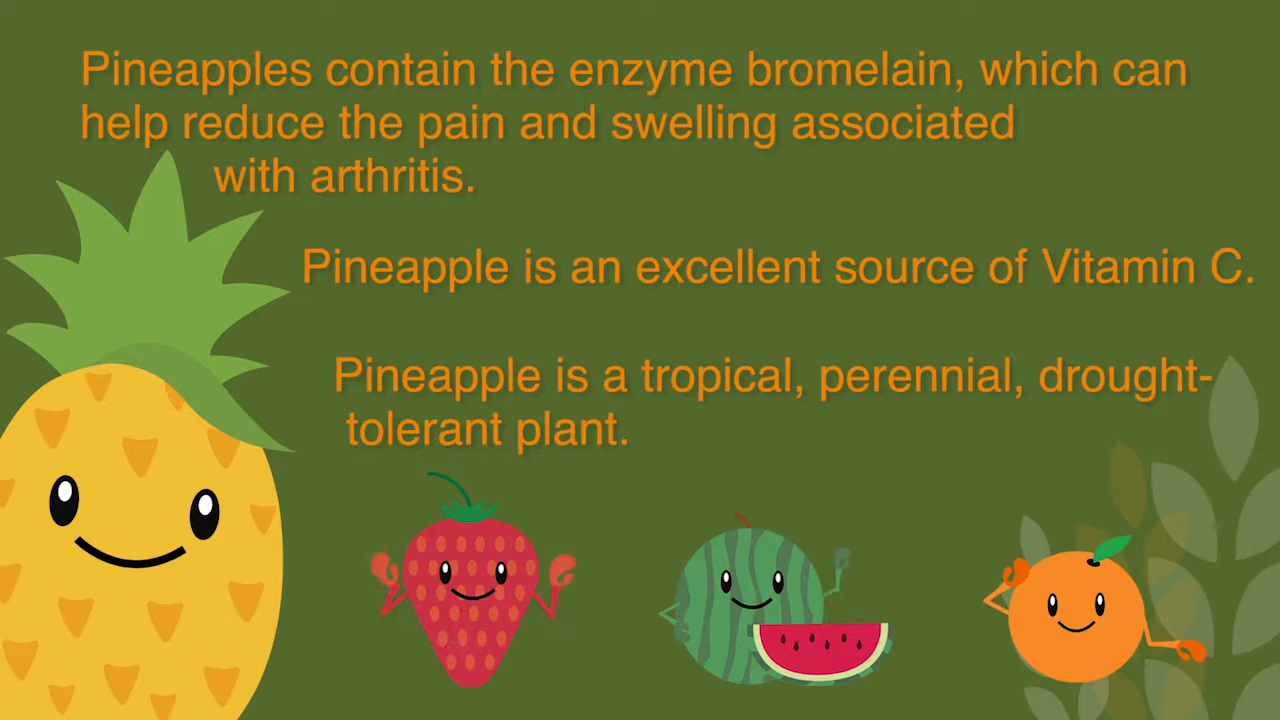 Pineapples contain the enzyme bromelain, which can
help reduce the pain and swelling associated
with arthritis.
Pineapple is an excellent source of Vitamin C.
Pineapple is a tropical, perennial, drought-
tolerant plant.